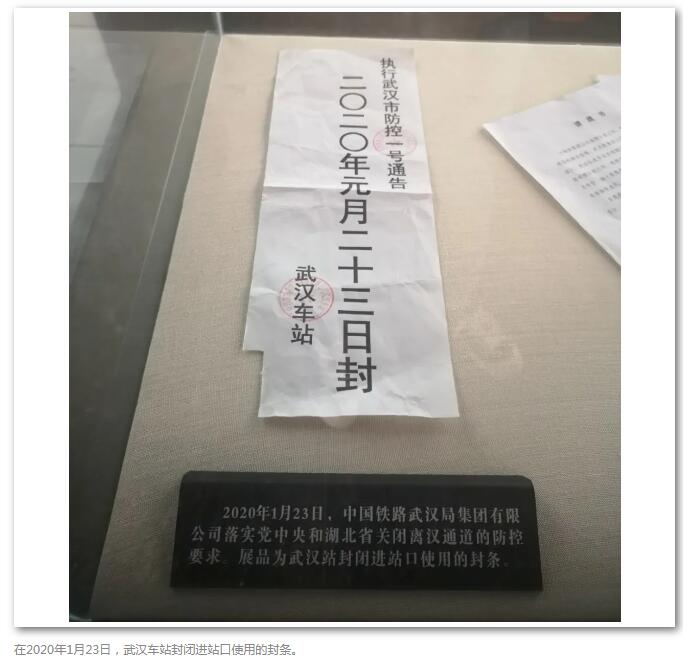 执行武汉市防控一号通告
二〇二〇年元月二十三日封
武汉车站
2020年1月23日，中国铁路武汉局集团有限
公司落实党中央和湖北省关闭离汉通道的防控
要求。展品为武汉站封闭进站口使用的封条。
在2020年1月23日，武汉车站封闭进站口使用的封条。